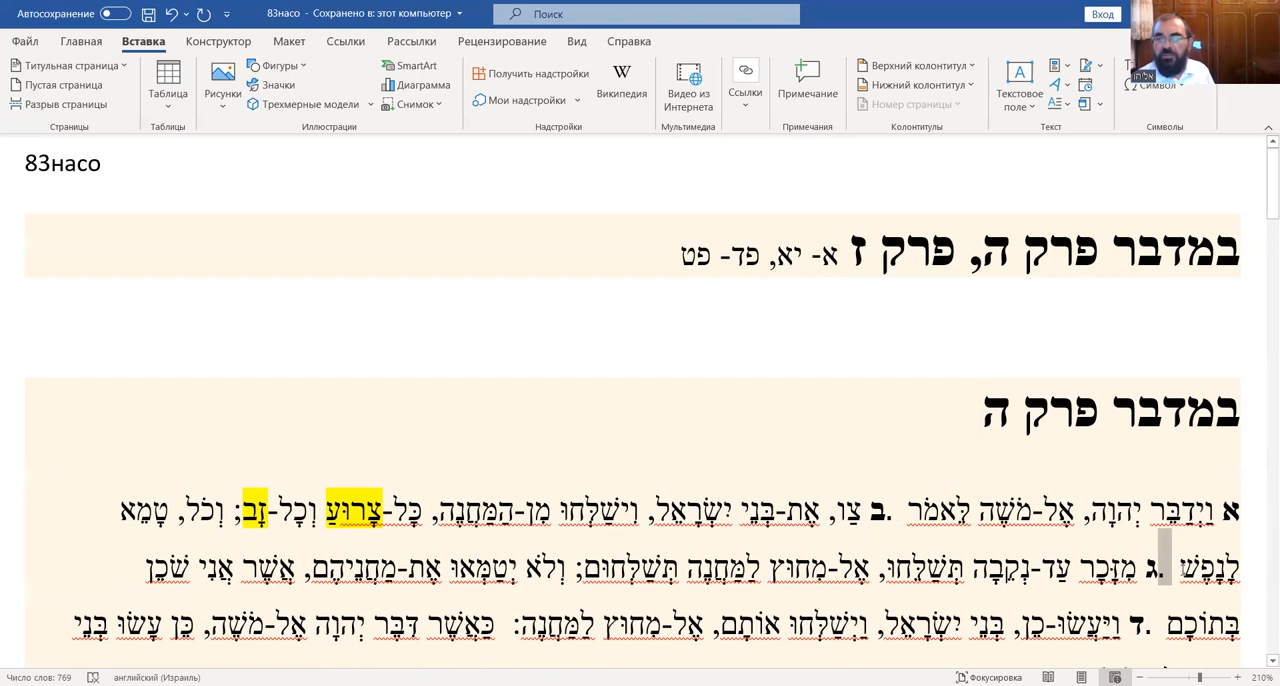 Автосохранение 83насо - Сохранено в: этот компьютер Поиск Вход
Файл Главная Вставка Конструктор Макет Ссылки Рассылки Рецензирование Вид Справка
Титульная страница
Пустая страница
Разрыв страницы
Страницы
Таблица
Таблицы
Рисунки
Фигуры
Значки
Трехмерные модели
SmartArt
Диаграмма
Снимок
Иллюстрации
Получить надстройки
Мои надстройки
Википедия
Надстройки
Видео из
Интернета
Мультимедиа
Ссылки
Примечание
Примечания
Верхний колонтитул
Нижний колонтитул
Номер страницы
Колонтитулы
Текстовое
поле
Текст
Символ
Символы
אליהו
83насо
במדבר פרק ה, פרק ז א- יא, פד- פט
במדבר פרק ה
א וַיְדַבֵּר יְהוָה, אֶל-מֹשֶׁה לֵּאמֹר. ב צַו, אֶת-בְּנֵי יִשְׂרָאֵל, וִישַׁלְּחוּ מִן-הַמַּחֲנֶה, כָּל-צָרוּעַ וְכָל-זָב; וְכֹל, טָמֵא
לָנָפֶשׁ. ג מִזָּכָר עַד-נְקֵבָה תְּשַׁלֵּחוּ, אֶל-מִחוּץ לַמַּחֲנֶה תְּשַׁלְּחוּם; וְלֹא יְטַמְּאוּ אֶת-מַחֲנֵיהֶם, אֲשֶׁר אֲנִי שֹׁכֵן
בְּתוֹכָם. ד וַיַּעֲשׂוּ-כֵן, בְּנֵי יִשְׂרָאֵל, וַיְשַׁלְּחוּ אוֹתָם, אֶל-מִחוּץ לַמַּחֲנֶה: כַּאֲשֶׁר דִּבֶּר יְהוָה אֶל-מֹשֶׁה, כֵּן עָשׂוּ בְּנֵי
Число слов: 769 английский (Израиль) Фокусировка 210%